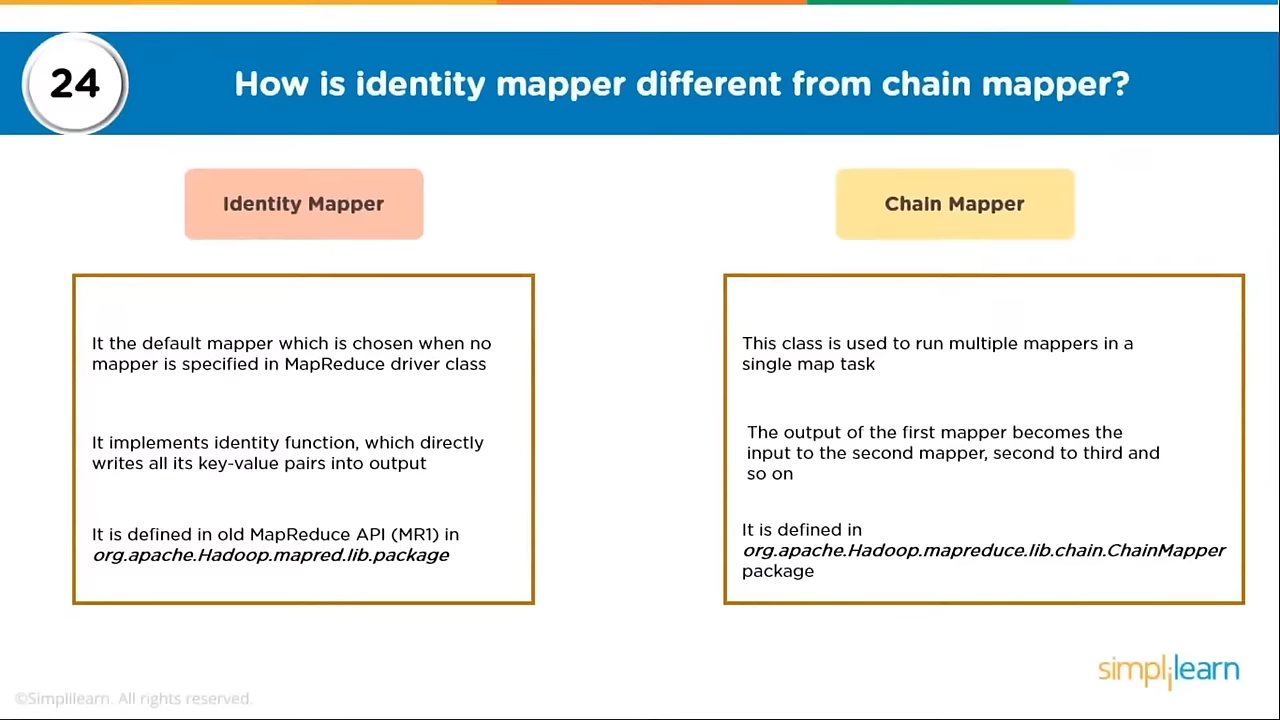 24
How is identity mapper different from chain mapper?
Identity Mapper
It the default mapper which is chosen when no
mapper is specified in MapReduce driver class
It implements identity function, which directly
writes all its key-value pairs into output
It is defined in old MapReduce API (MR1) in
org.apache.Hadoop.mapred.lib.package
Chain Mapper
This class is used to run multiple mappers in a
single map task
The output of the first mapper becomes the
input to the second mapper, second to third and
so on
It is defined in
org.apache.Hadoop.mapreduce.lib.chain.ChainMapper
package
simplilearn
©Simplilearn. All rights reserved.